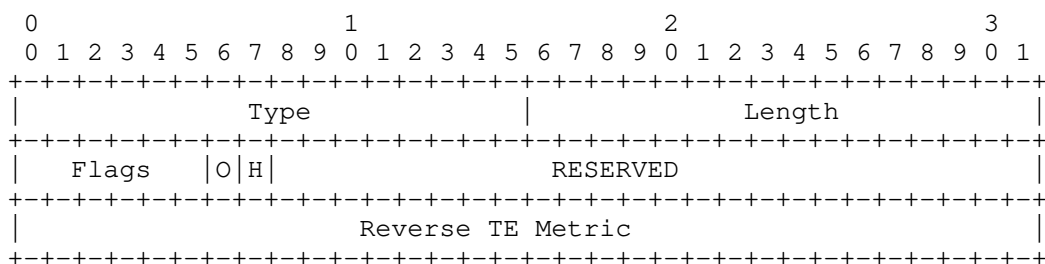 0                   1                   2                   3
 0 1 2 3 4 5 6 7 8 9 0 1 2 3 4 5 6 7 8 9 0 1 2 3 4 5 6 7 8 9 0 1
+-+-+-+-+-+-+-+-+-+-+-+-+-+-+-+-+-+-+-+-+-+-+-+-+-+-+-+-+-+-+-+-+
|              Type             |             Length            |
+-+-+-+-+-+-+-+-+-+-+-+-+-+-+-+-+-+-+-+-+-+-+-+-+-+-+-+-+-+-+-+-+
|   Flags   |O|H|                 RESERVED                      |
+-+-+-+-+-+-+-+-+-+-+-+-+-+-+-+-+-+-+-+-+-+-+-+-+-+-+-+-+-+-+-+-+
|                     Reverse TE Metric                         |
+-+-+-+-+-+-+-+-+-+-+-+-+-+-+-+-+-+-+-+-+-+-+-+-+-+-+-+-+-+-+-+-+